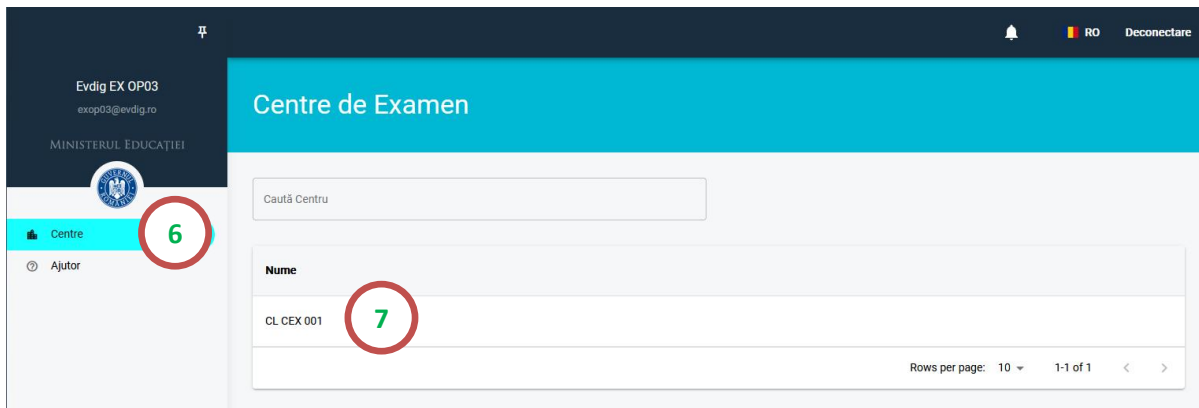 RO Deconectare
Evdig EX OP03
exop03@evdig.ro
MINISTERUL EDUCAȚIEI
Centre de Examen
Caută Centru
Centre 6
Ajutor
Nume
CL CEX 001 7
Rows per page: 10 1-1 of 1